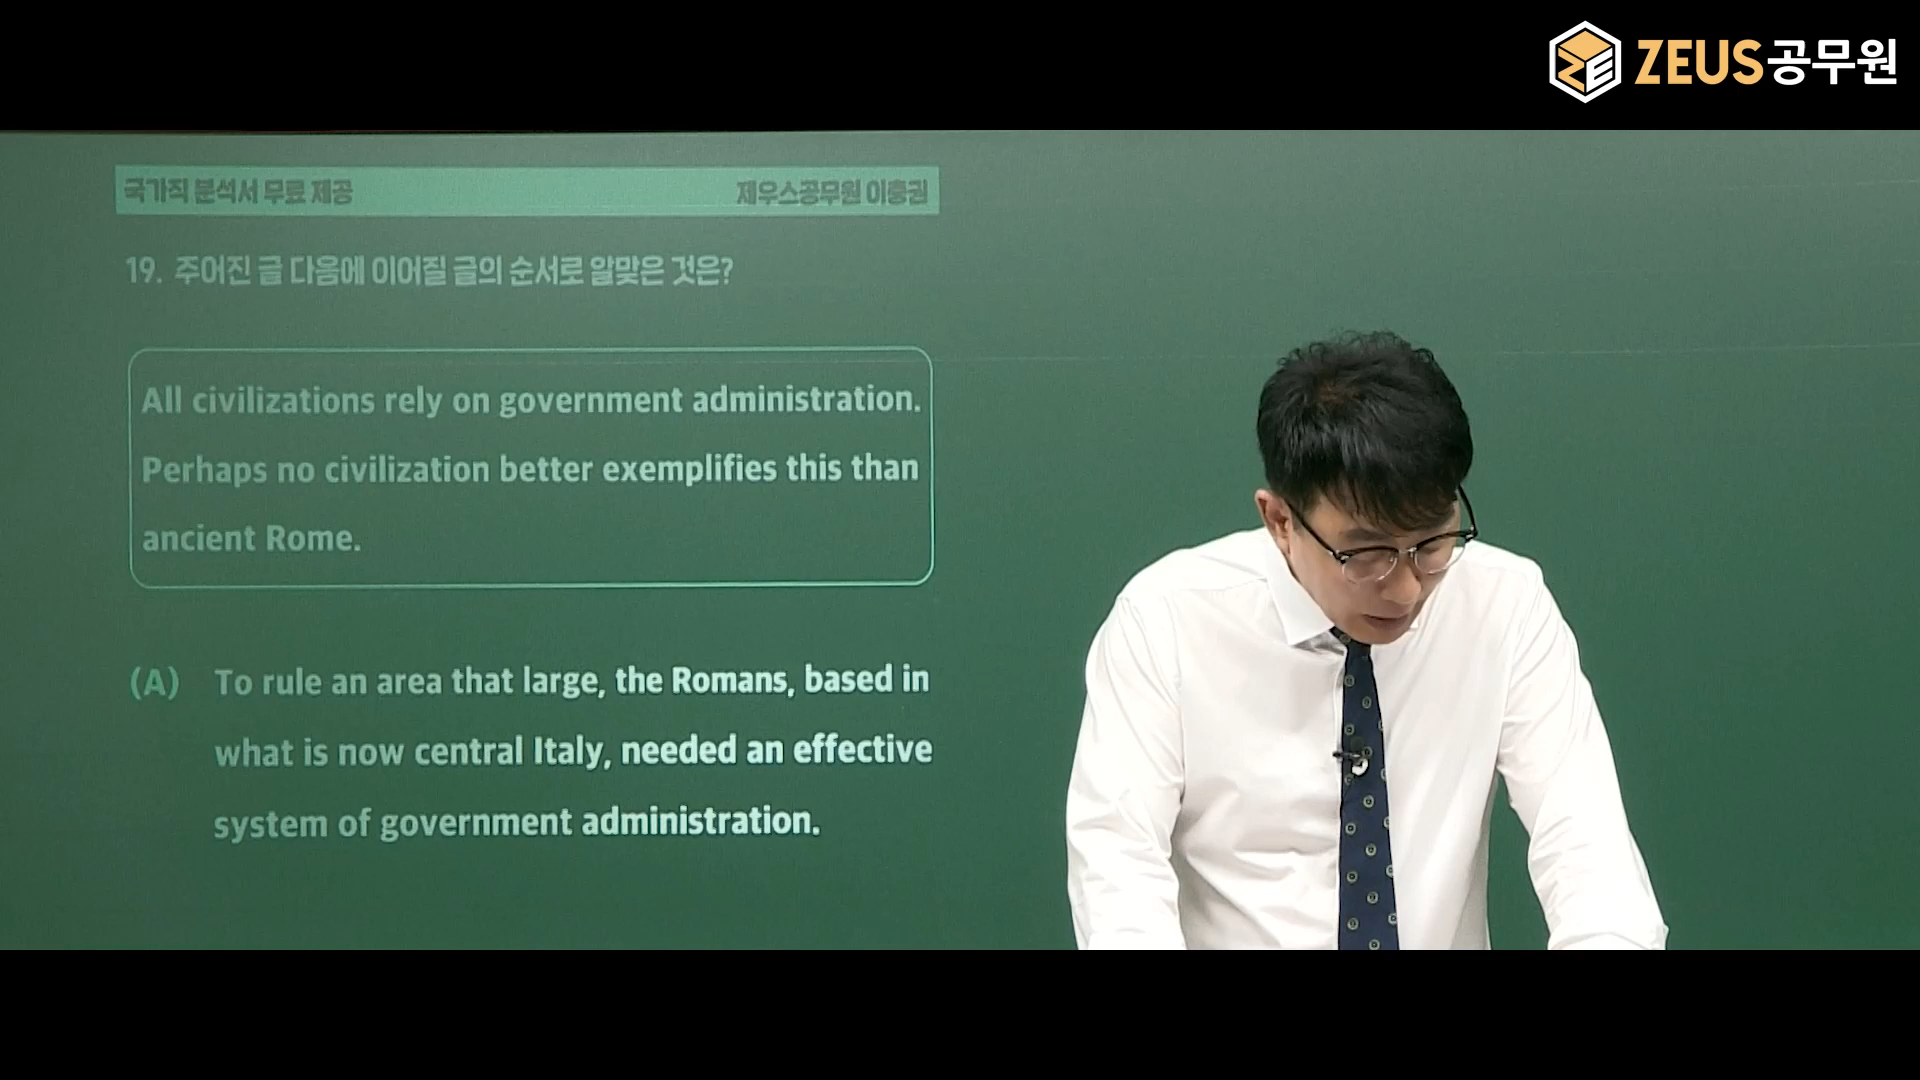 ZEUS공무원
국가직 분석서 무료 제공
제우스공무원 이충권
19. 주어진 글 다음에 이어질 글의 순서로 알맞은 것은?
All civilizations rely on government administration.
Perhaps no civilization better exemplifies this than
ancient Rome.
(A) To rule an area that large, the Romans, based in
what is now central Italy, needed an effective
system of government administration.